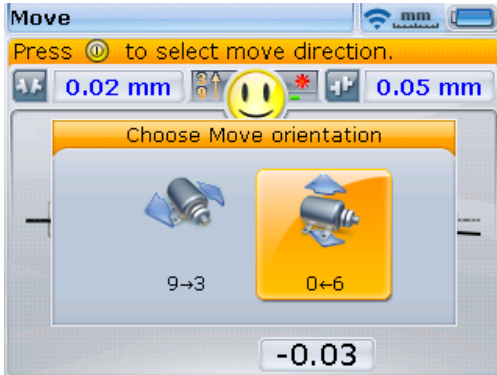 Move mm
Press to select move direction.
0.02 mm 0.05 mm
Choose Move orientation
9→3 0←6
-0.03